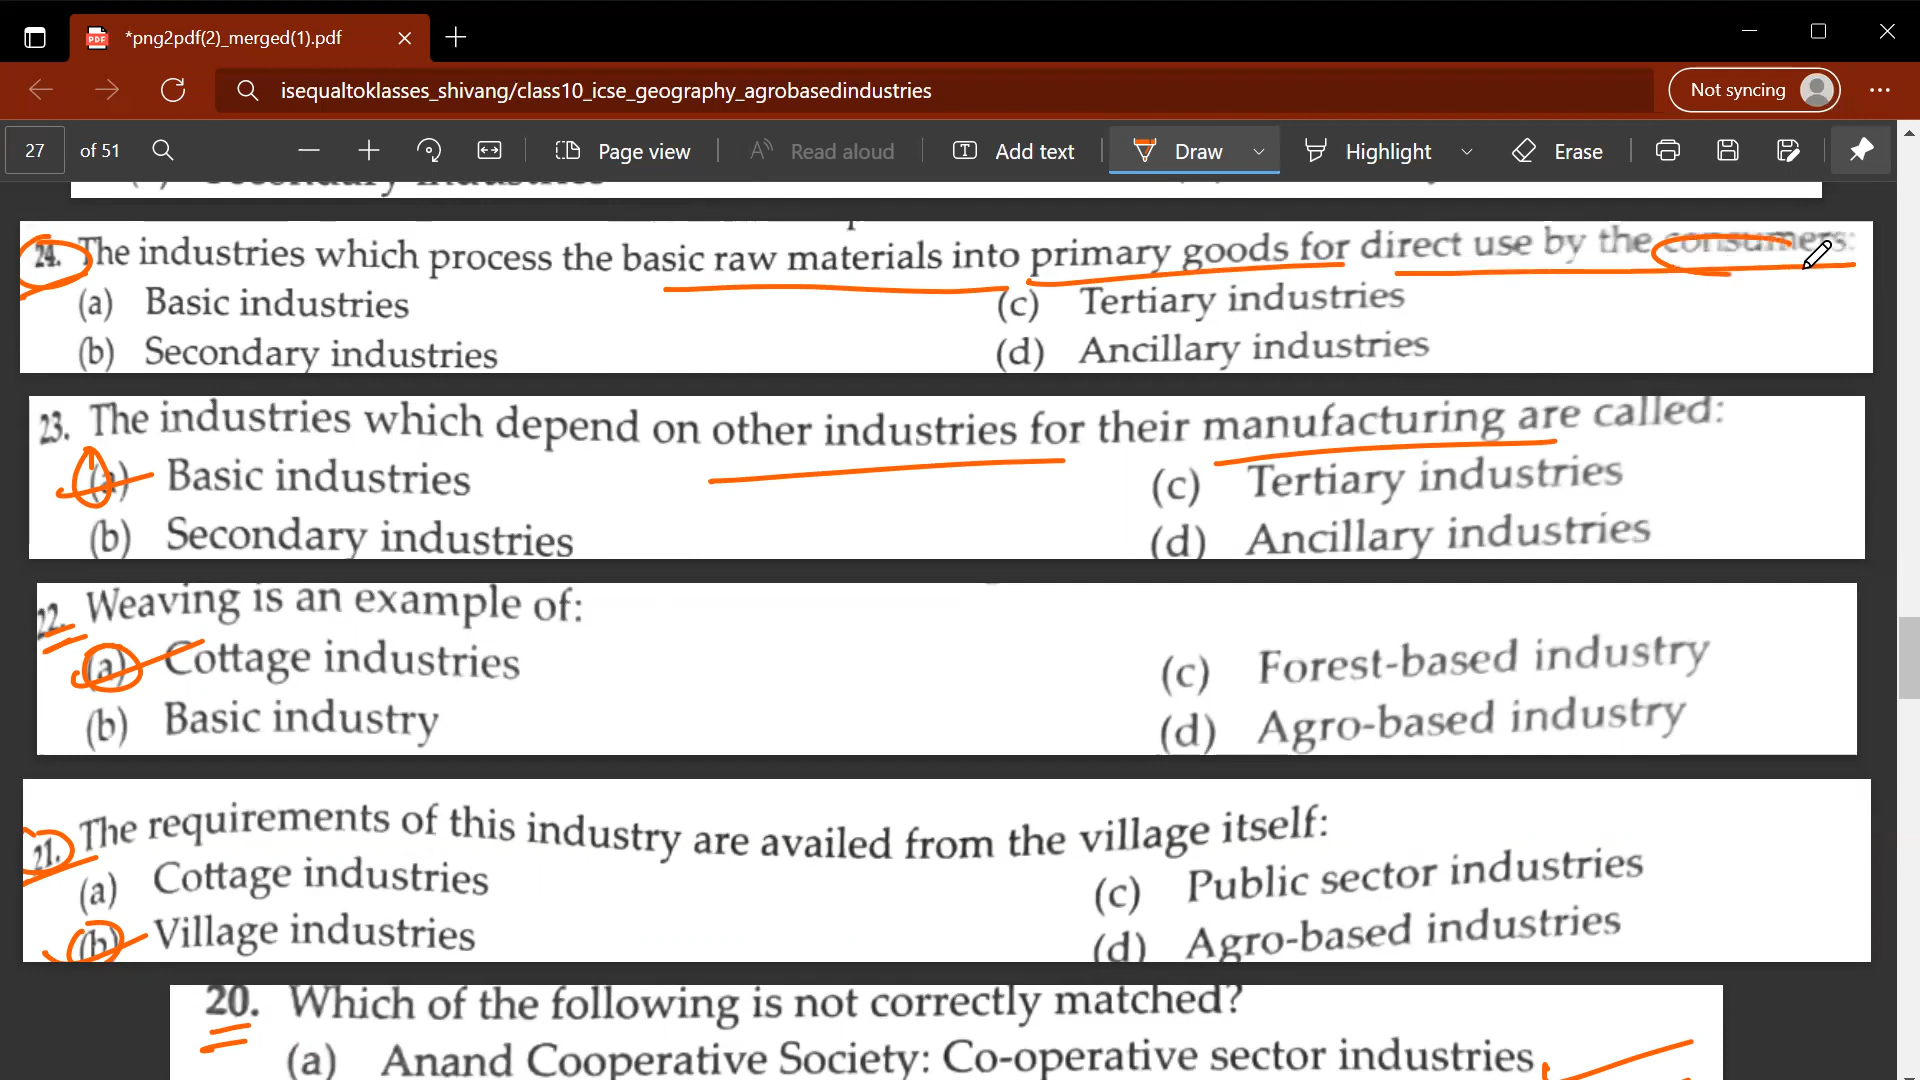 *png2pdf(2)_merged(1).pdf
isequaltoklasses_shivang/class10_icse_geography_agrobasedindustries
Not syncing
27 of 51
Page view
Read aloud
Add text
Draw
Highlight
Erase
Secondary industries
24. The industries which process the basic raw materials into primary goods for direct use by the consumers:
(a) Basic industries
(c) Tertiary industries
(b) Secondary industries
(d) Ancillary industries
23. The industries which depend on other industries for their manufacturing are called:
(a) Basic industries
(c) Tertiary industries
(b) Secondary industries
(d) Ancillary industries
22. Weaving is an example of:
(a) Cottage industries
(c) Forest-based industry
(b) Basic industry
(d) Agro-based industry
21. The requirements of this industry are availed from the village itself:
(a) Cottage industries
(c) Public sector industries
(b) Village industries
(d) Agro-based industries
20. Which of the following is not correctly matched?
(a) Anand Cooperative Society: Co-operative sector industries